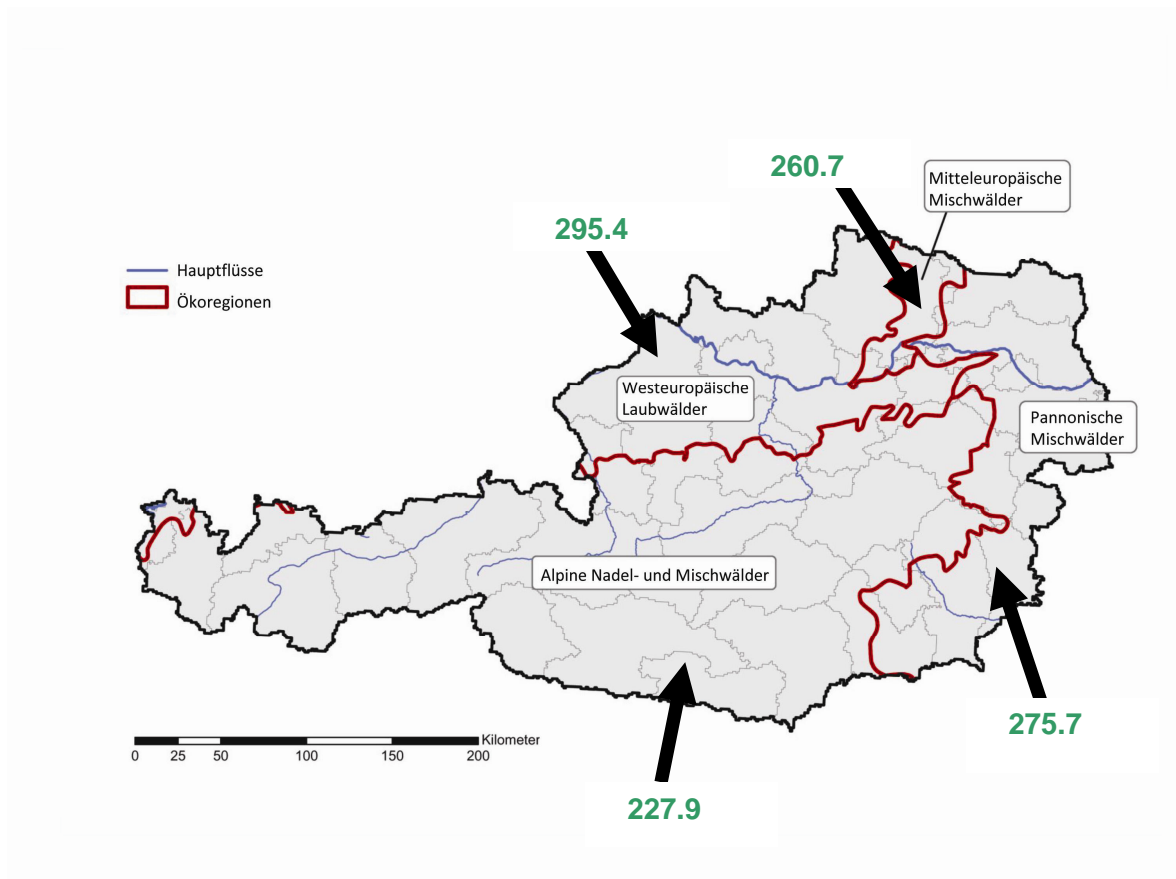 260.7
Mitteleuropäische
Mischwälder
295.4
Hauptflüsse
Ökoregionen
Westeuropäische
Laubwälder
Pannonische
Mischwälder
Alpine Nadel- und Mischwälder
275.7
Kilometer
0 25 50 100 150 200
227.9